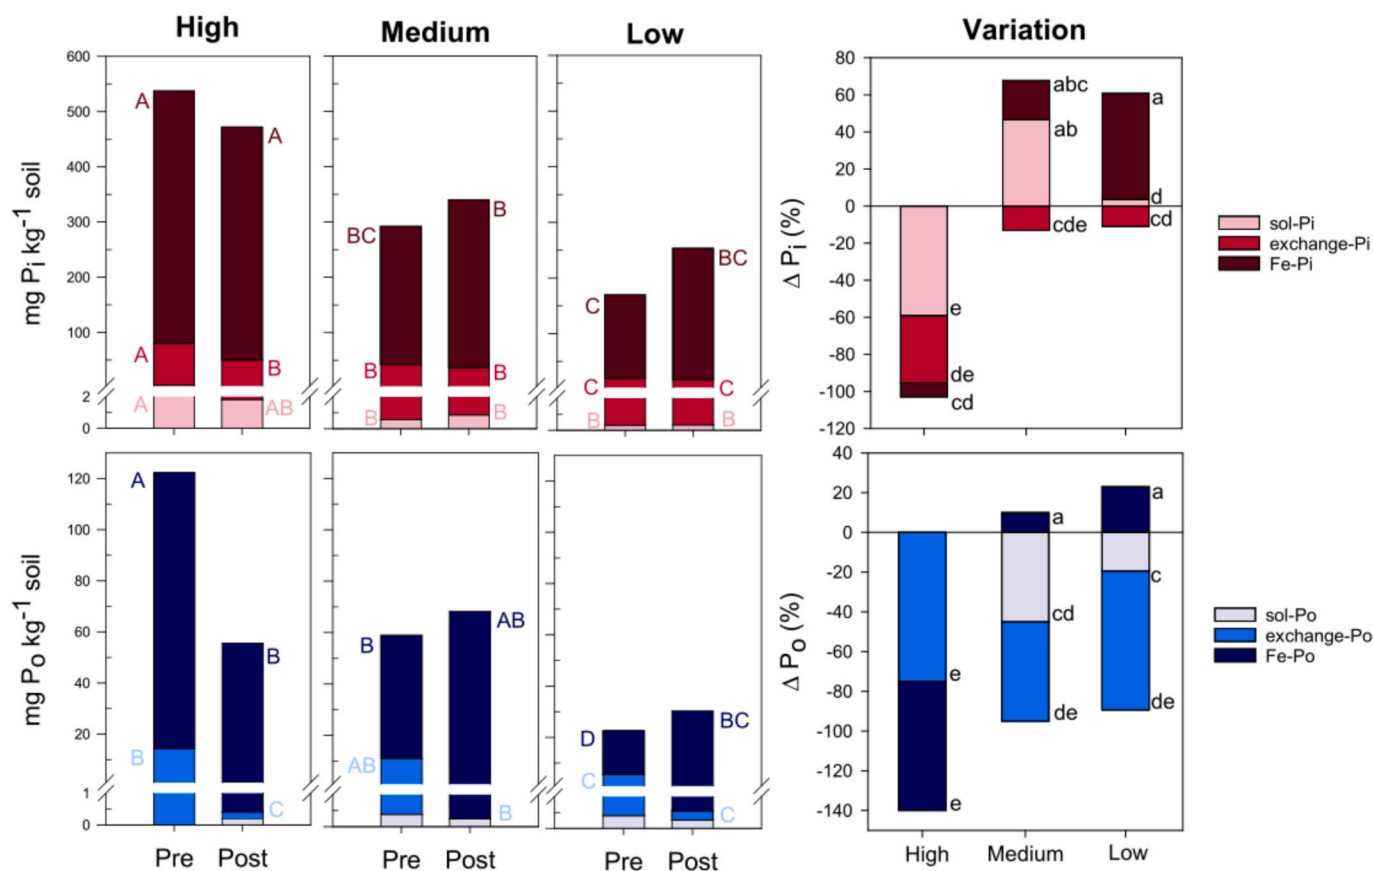 High
Medium
Low
Variation
mg Pi kg-1 soil
600
500
400
300
200
100
2
0
A
A
A
A
B
AB
BC
B
B
B
B
B
C
BC
C
C
B
B
Δ Pi (%)
80
60
40
20
0
-20
-40
-60
-80
-100
-120
e
de
cd
abc
ab
cde
a
d
cd
sol-Pi
exchange-Pi
Fe-Pi
mg Po kg-1 soil
120
100
80
60
40
20
1
0
A
B
B
C
B
AB
AB
B
D
BC
C
C
Pre Post
Pre Post
Pre Post
Δ Po (%)
40
20
0
-20
-40
-60
-80
-100
-120
-140
e
e
a
cd
de
a
c
de
High Medium Low
sol-Po
exchange-Po
Fe-Po